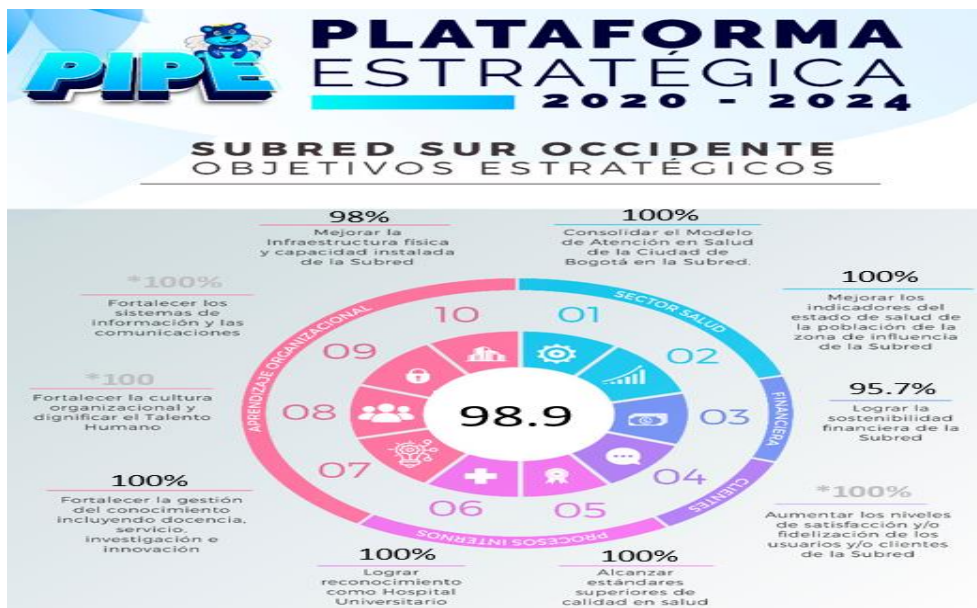 PIPE
PLATAFORMA
ESTRATÉGICA
2020 - 2024
SUBRED SUR OCCIDENTE
OBJETIVOS ESTRATÉGICOS
98%
Mejorar la
Infraestructura física
y capacidad instalada
de la Subred
100%
Consolidar el Modelo
de Atención en Salud
de la Ciudad de
Bogotá en la Subred.
*100%
Fortalecer los
sistemas de
información y las
comunicaciones
100%
Mejorar los
indicadores del
estado de salud de
la población de la
zona de influencia
de la Subred
*100
Fortalecer la cultura
organizacional y
dignificar el Talento
Humano
95.7%
Lograr la
sostenibilidad
financiera de la
Subred
100%
Fortalecer la gestión
del conocimiento
incluyendo docencia,
servicio,
investigación e
innovación
*100%
Aumentar los niveles
de satisfacción y/o
fidelización de los
usuarios y/o clientes
de la Subred
100%
Lograr
reconocimiento
como Hospital
Universitario
100%
Alcanzar
estándares
superiores de
calidad en salud
SECTOR SALUD
FINANCIERA
CLIENTES
PROCESOS INTERNOS
APRENDIZAJE ORGANIZACIONAL
01
02
03
04
05
06
07
08
09
10
98.9